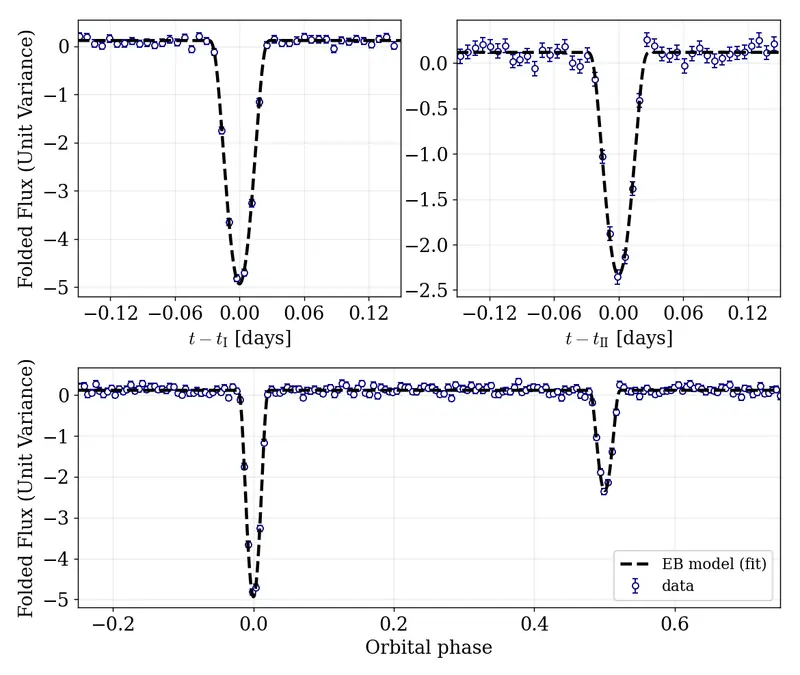 Folded Flux (Unit Variance)
0
−1
−2
−3
−4
−5
−0.12 −0.06 0.00 0.06 0.12
t − tI [days]
0.0
−0.5
−1.0
−1.5
−2.0
−2.5
−0.12 −0.06 0.00 0.06 0.12
t − tII [days]
Folded Flux (Unit Variance)
0
−1
−2
−3
−4
−5
EB model (fit)
data
−0.2 0.0 0.2 0.4 0.6
Orbital phase